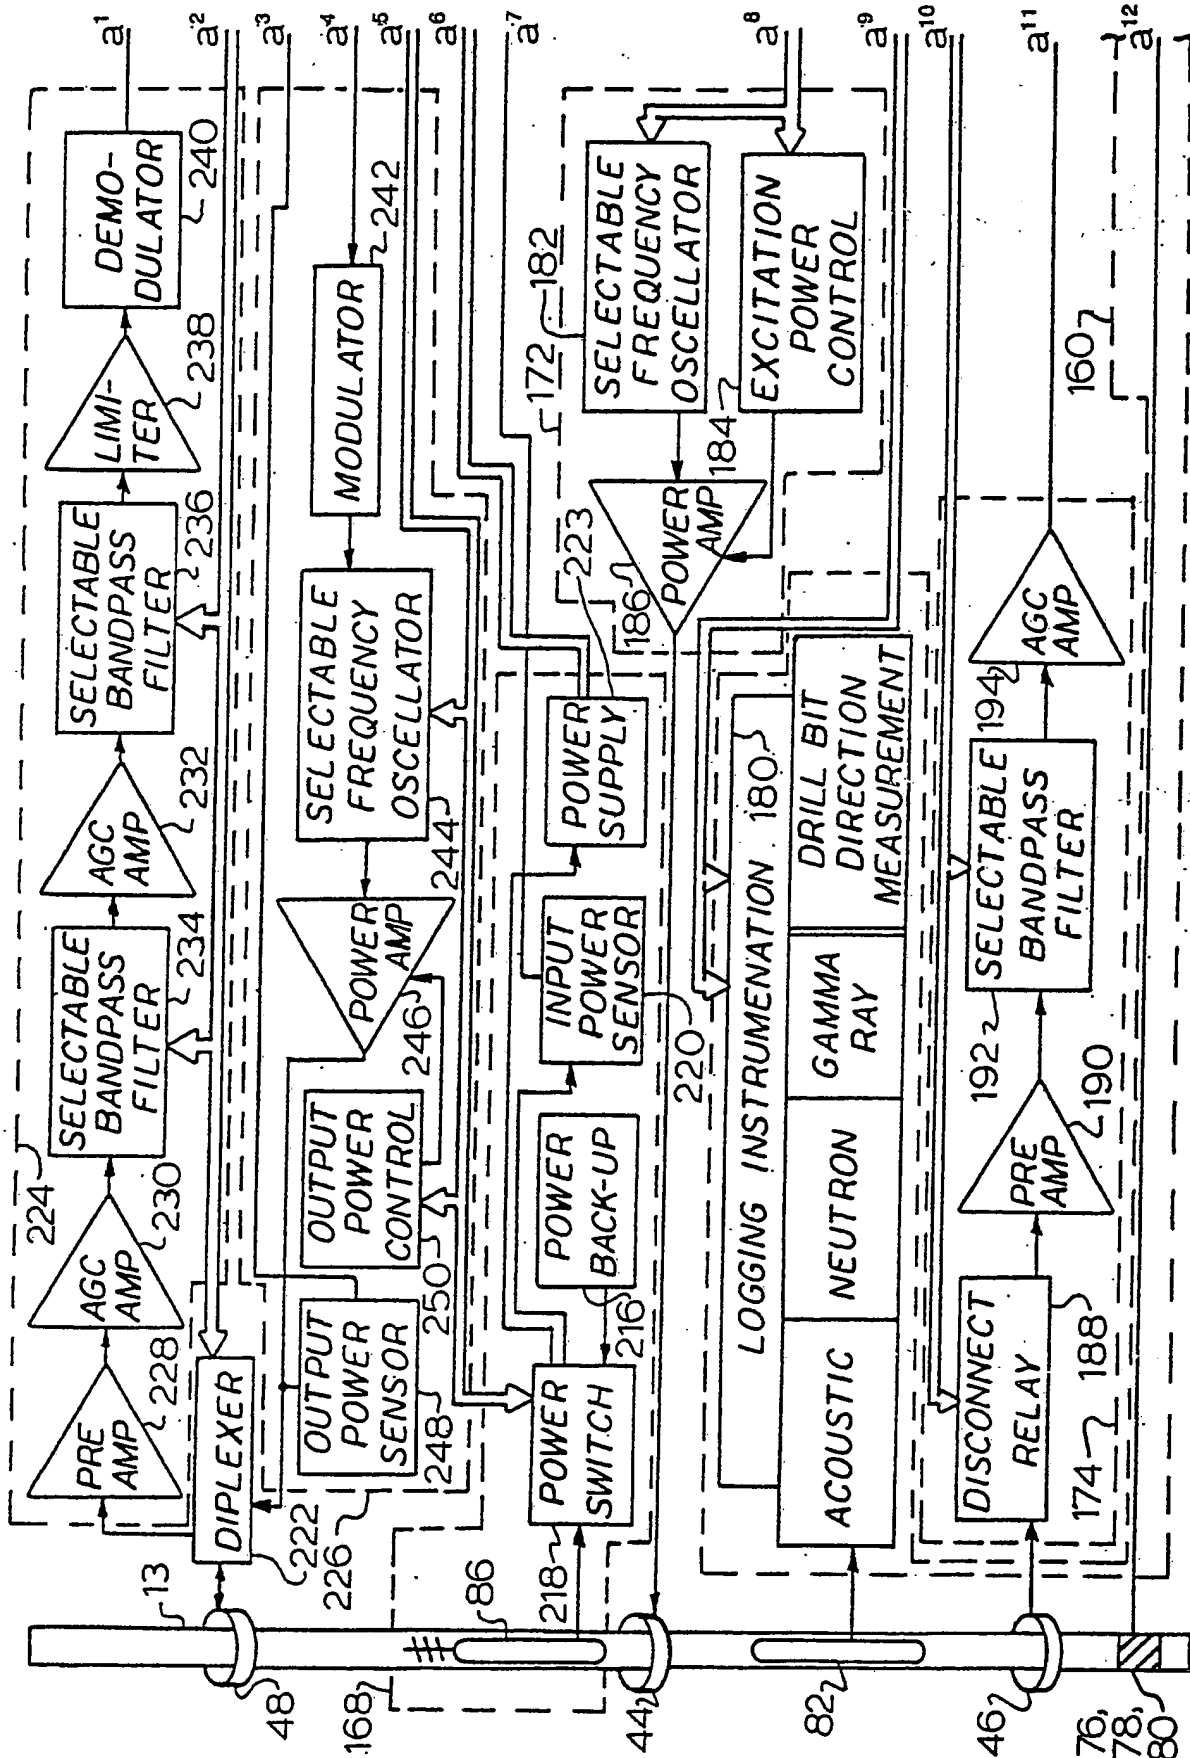 13
48
222
DIPLEXER
PRE
AMP
228
224
AGC
AMP
230
SELECTABLE
BANDPASS
FILTER
234
AGC
AMP
232
SELECTABLE
BANDPASS
FILTER
236
LIMI-
TER
238
DEMO-
DULATOR
240
a¹
a²
a³
a⁴
a⁵
a⁶
a⁷
226
OUTPUT
POWER
SENSOR
248
OUTPUT
POWER
CONTROL
250
POWER
AMP
246
SELECTABLE
FREQUENCY
OSCELLATOR
244
MODULATOR
242
168
86
218
POWER
SWITCH
216
POWER
BACK-UP
INPUT
POWER
SENSOR
220
POWER
SUPPLY
223
44
186
POWER
AMP
184
172
182
SELECTABLE
FREQUENCY
OSCELLATOR
EXCITATION
POWER
CONTROL
a⁸
a⁹
a¹⁰
a¹¹
a¹²
82
LOGGING INSTRUMENATION
180
ACOUSTIC
NEUTRON
GAMMA
RAY
DRILL BIT
DIRECTION
MEASUREMENT
46
DISCONNECT
RELAY
188
174
PRE
AMP
190
192
SELECTABLE
BANDPASS
FILTER
194
AGC
AMP
160
76,
78,
80